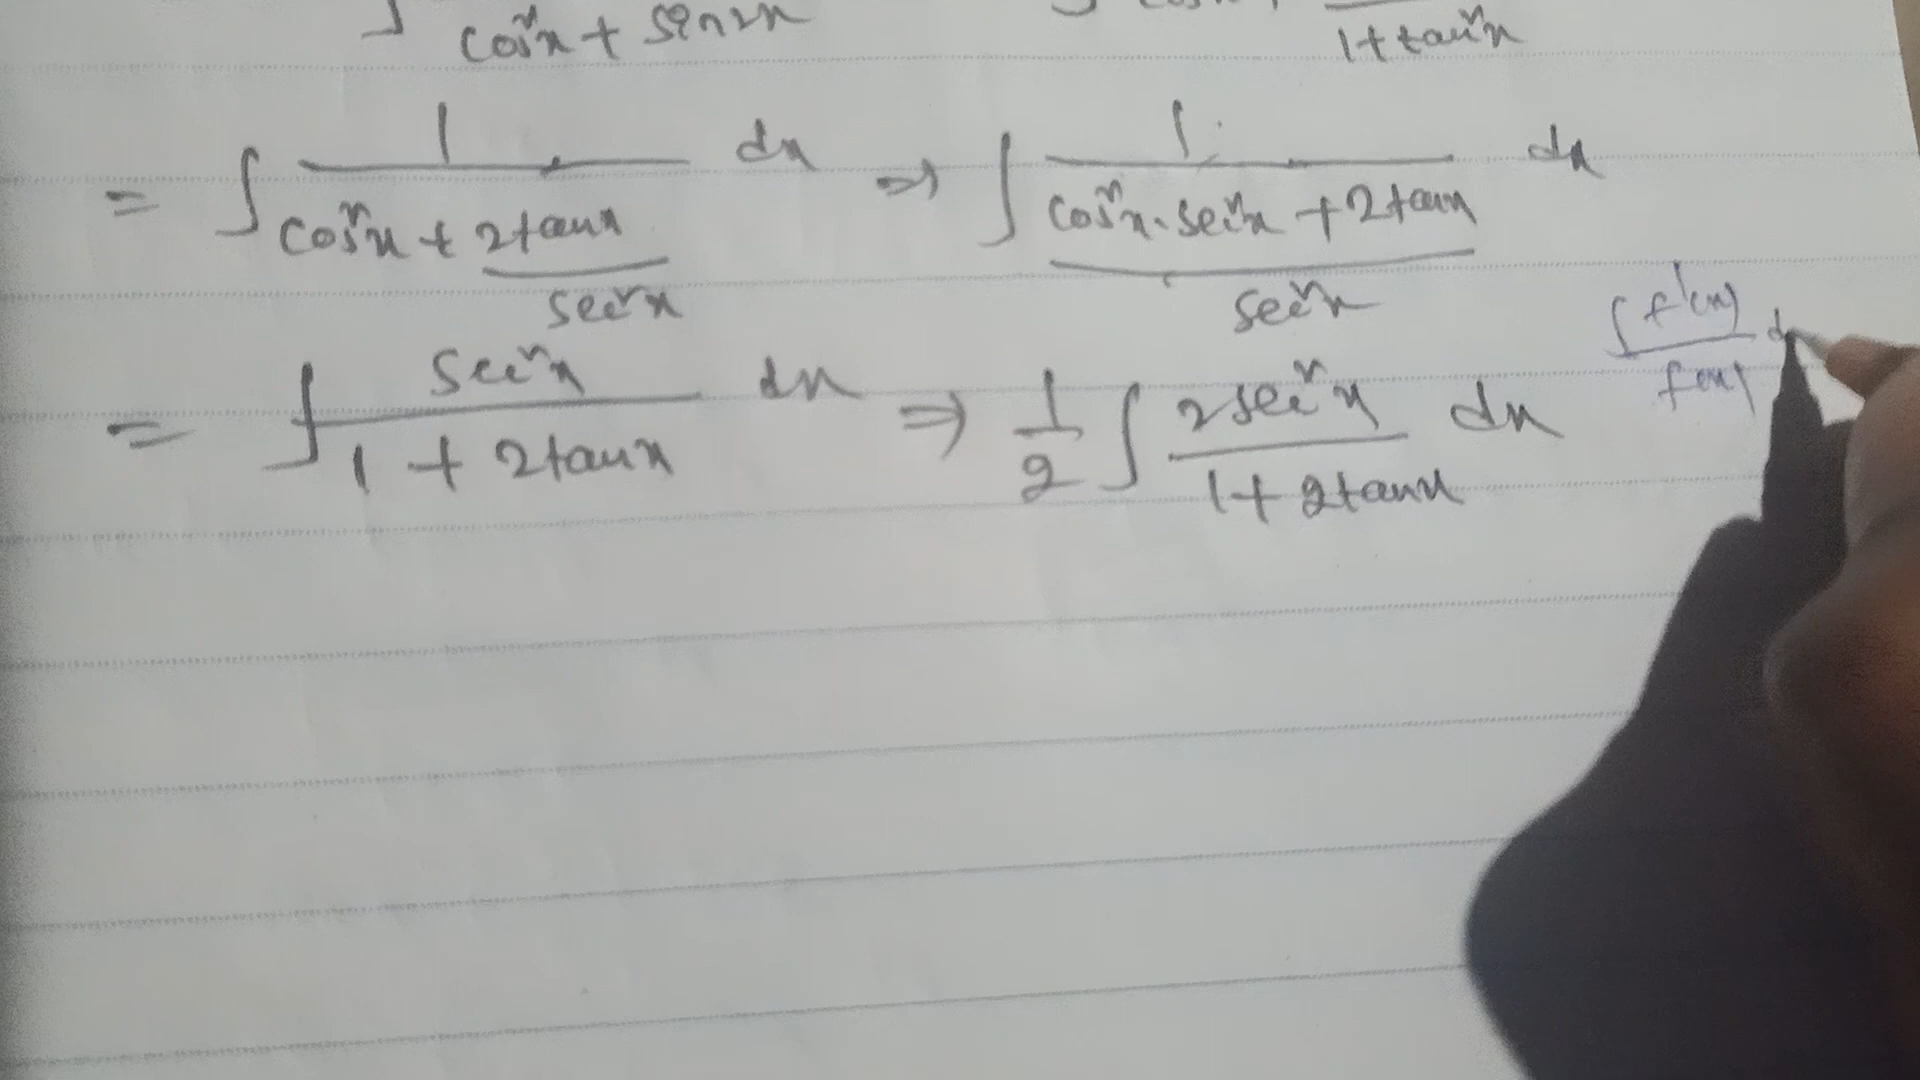 ∫ cos²x + sin2x      1 + tan²x
= ∫ 1 / (cos²x + 2tanx / sec²x) dx ⇒ ∫ 1 / ((cos²x · sec²x + 2tanx) / sec²x) dx
= ∫ sec²x / (1 + 2tanx) dx ⇒ 1/2 ∫ 2sec²x / (1 + 2tanx) dx      ∫ f'(x) / f(x) d